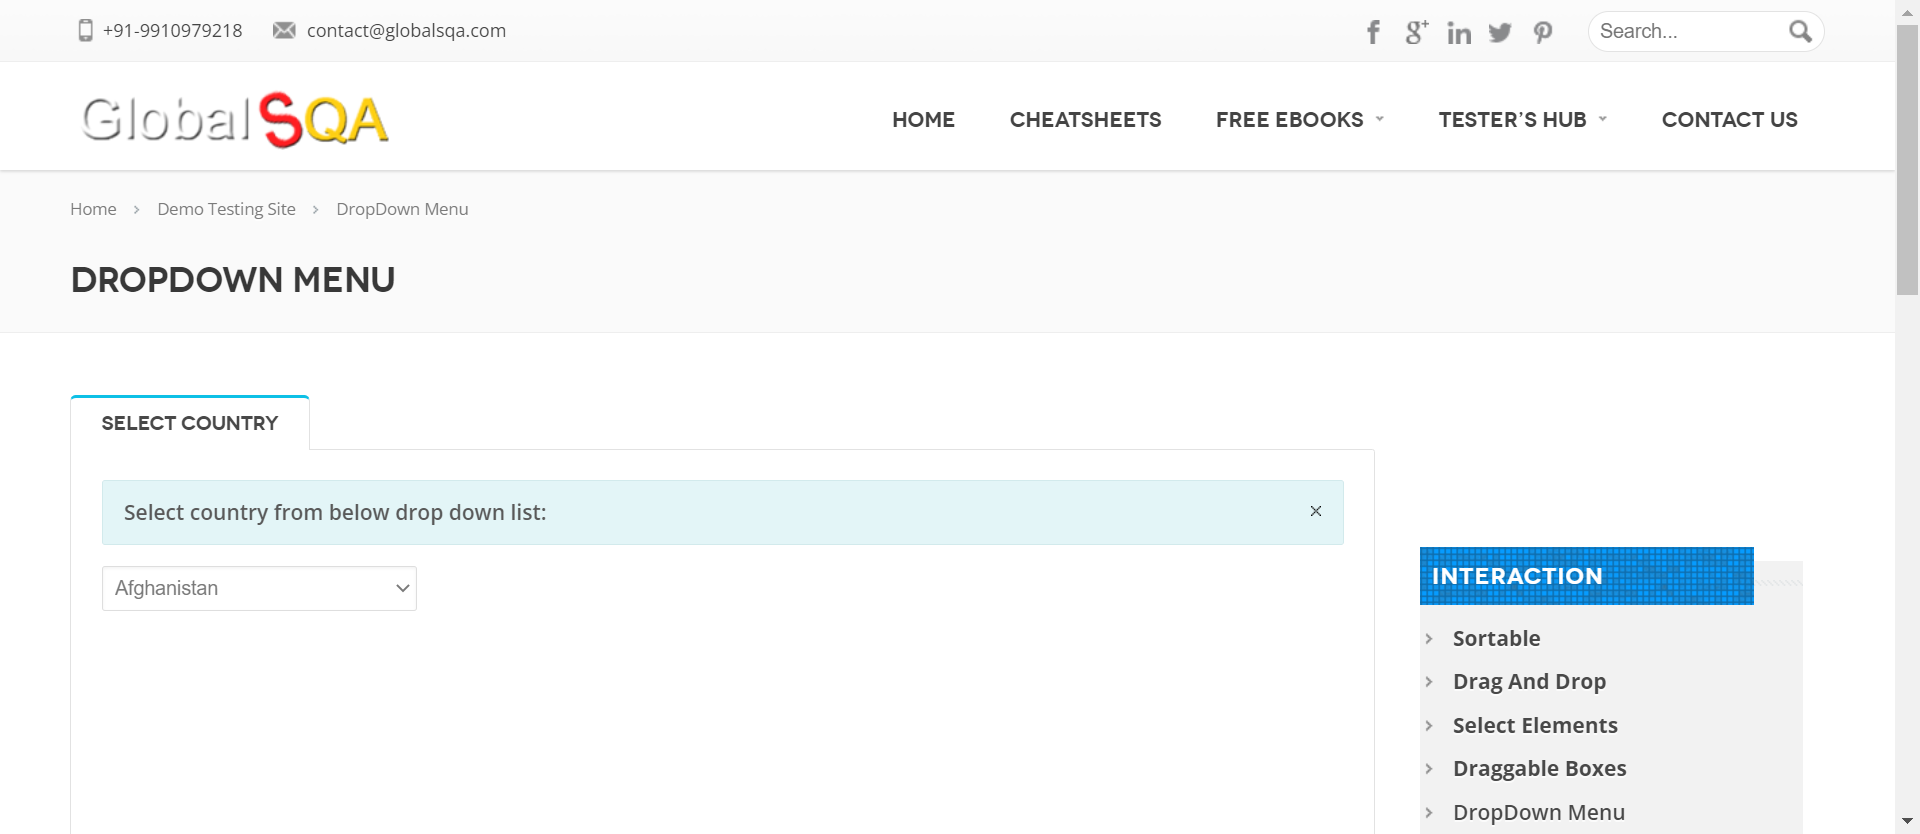 +91-9910979218 contact@globalsqa.com Search...
GlobalSQA HOME CHEATSHEETS FREE EBOOKS TESTER’S HUB CONTACT US
Home > Demo Testing Site > DropDown Menu
DROPDOWN MENU
SELECT COUNTRY
Select country from below drop down list: ×
Afghanistan
INTERACTION
Sortable
Drag And Drop
Select Elements
Draggable Boxes
DropDown Menu